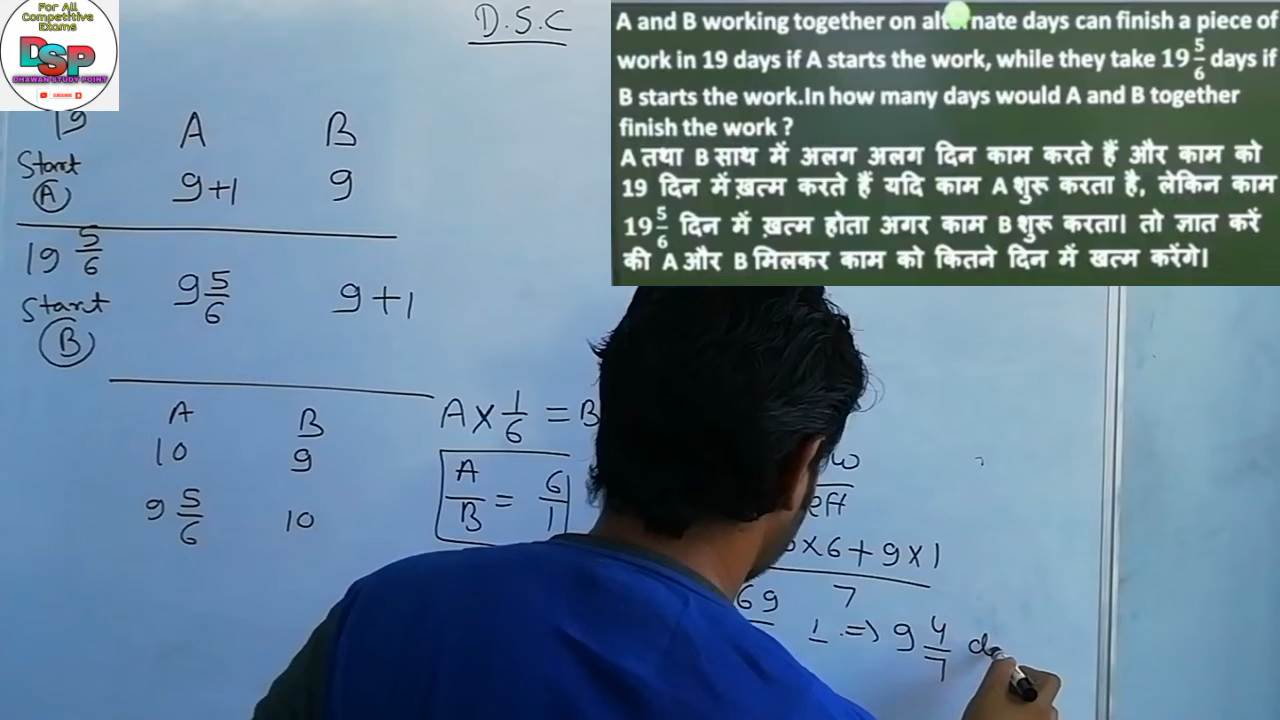 For All
Competitive
Exams
DSP
DHAWAN STUDY POINT
D.S.C
A and B working together on alternate days can finish a piece of
work in 19 days if A starts the work, while they take 19 5/6 days if
B starts the work.In how many days would A and B together
finish the work ?
A तथा B साथ में अलग अलग दिन काम करते हैं और काम को
19 दिन में ख़त्म करते हैं यदि काम A शुरू करता है, लेकिन काम
19 5/6 दिन में ख़त्म होता अगर काम B शुरू करता। तो ज्ञात करें
की A और B मिलकर काम को कितने दिन में खत्म करेंगे।
19 A B
Start
A 9+1 9
19 5/6
9 5/6 9+1
Start
B
A B
10 9
9 5/6 10
A × 1/6 = B
A/B = 6/1
eff
×6+9×1
69 7
1 => 9 4/7 d